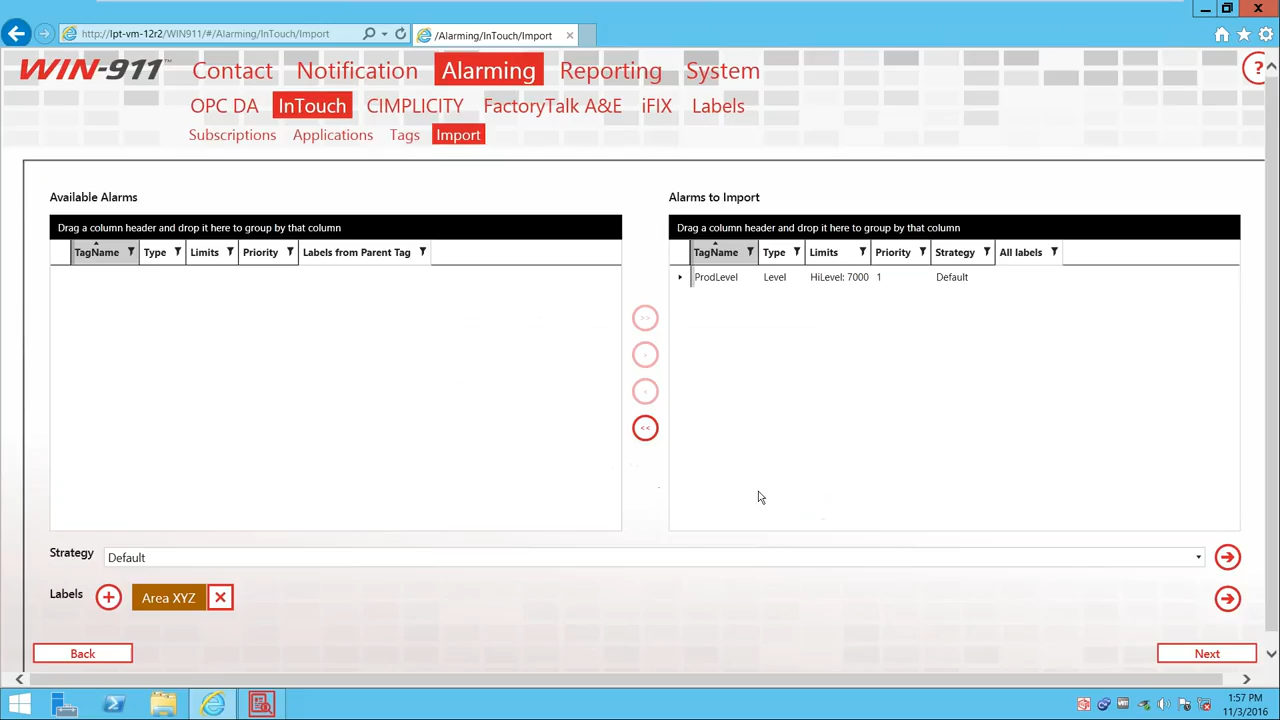 http://lpt-vm-12r2/WIN911/#/Alarming/InTouch/Import
/Alarming/InTouch/Import
WIN-911™ Contact Notification Alarming Reporting System ?
OPC DA InTouch CIMPLICITY FactoryTalk A&E iFIX Labels
Subscriptions Applications Tags Import
Available Alarms
Alarms to Import
Drag a column header and drop it here to group by that column
Drag a column header and drop it here to group by that column
TagName Type Limits Priority Labels from Parent Tag
TagName Type Limits Priority Strategy All labels
ProdLevel Level HiLevel: 7000 1 Default
>>
>
<
<<
Strategy Default
Labels Area XYZ
Back
Next
1:57 PM
11/3/2016